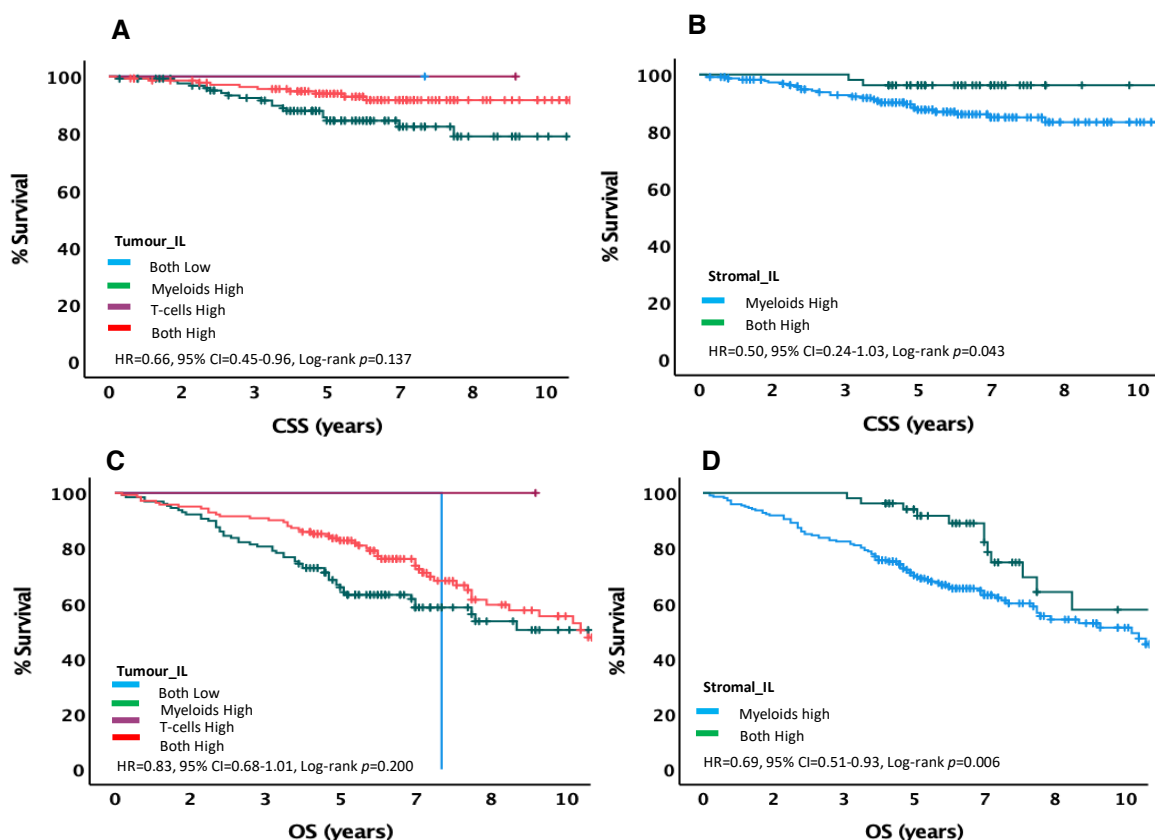 A
% Survival
100
80
60
40
20
0
Tumour_IL
Both Low
Myeloids High
T-cells High
Both High
HR=0.66, 95% CI=0.45-0.96, Log-rank p=0.137
0 2 3 5 7 8 10
CSS (years)
B
% Survival
100
80
60
40
20
0
Stromal_IL
Myeloids High
Both High
HR=0.50, 95% CI=0.24-1.03, Log-rank p=0.043
0 2 3 5 7 8 10
CSS (years)
C
% Survival
100
80
60
40
20
0
Tumour_IL
Both Low
Myeloids High
T-cells High
Both High
HR=0.83, 95% CI=0.68-1.01, Log-rank p=0.200
0 2 3 5 7 8 10
OS (years)
D
% Survival
100
80
60
40
20
0
Stromal_IL
Myeloids high
Both High
HR=0.69, 95% CI=0.51-0.93, Log-rank p=0.006
0 2 3 5 7 8 10
OS (years)